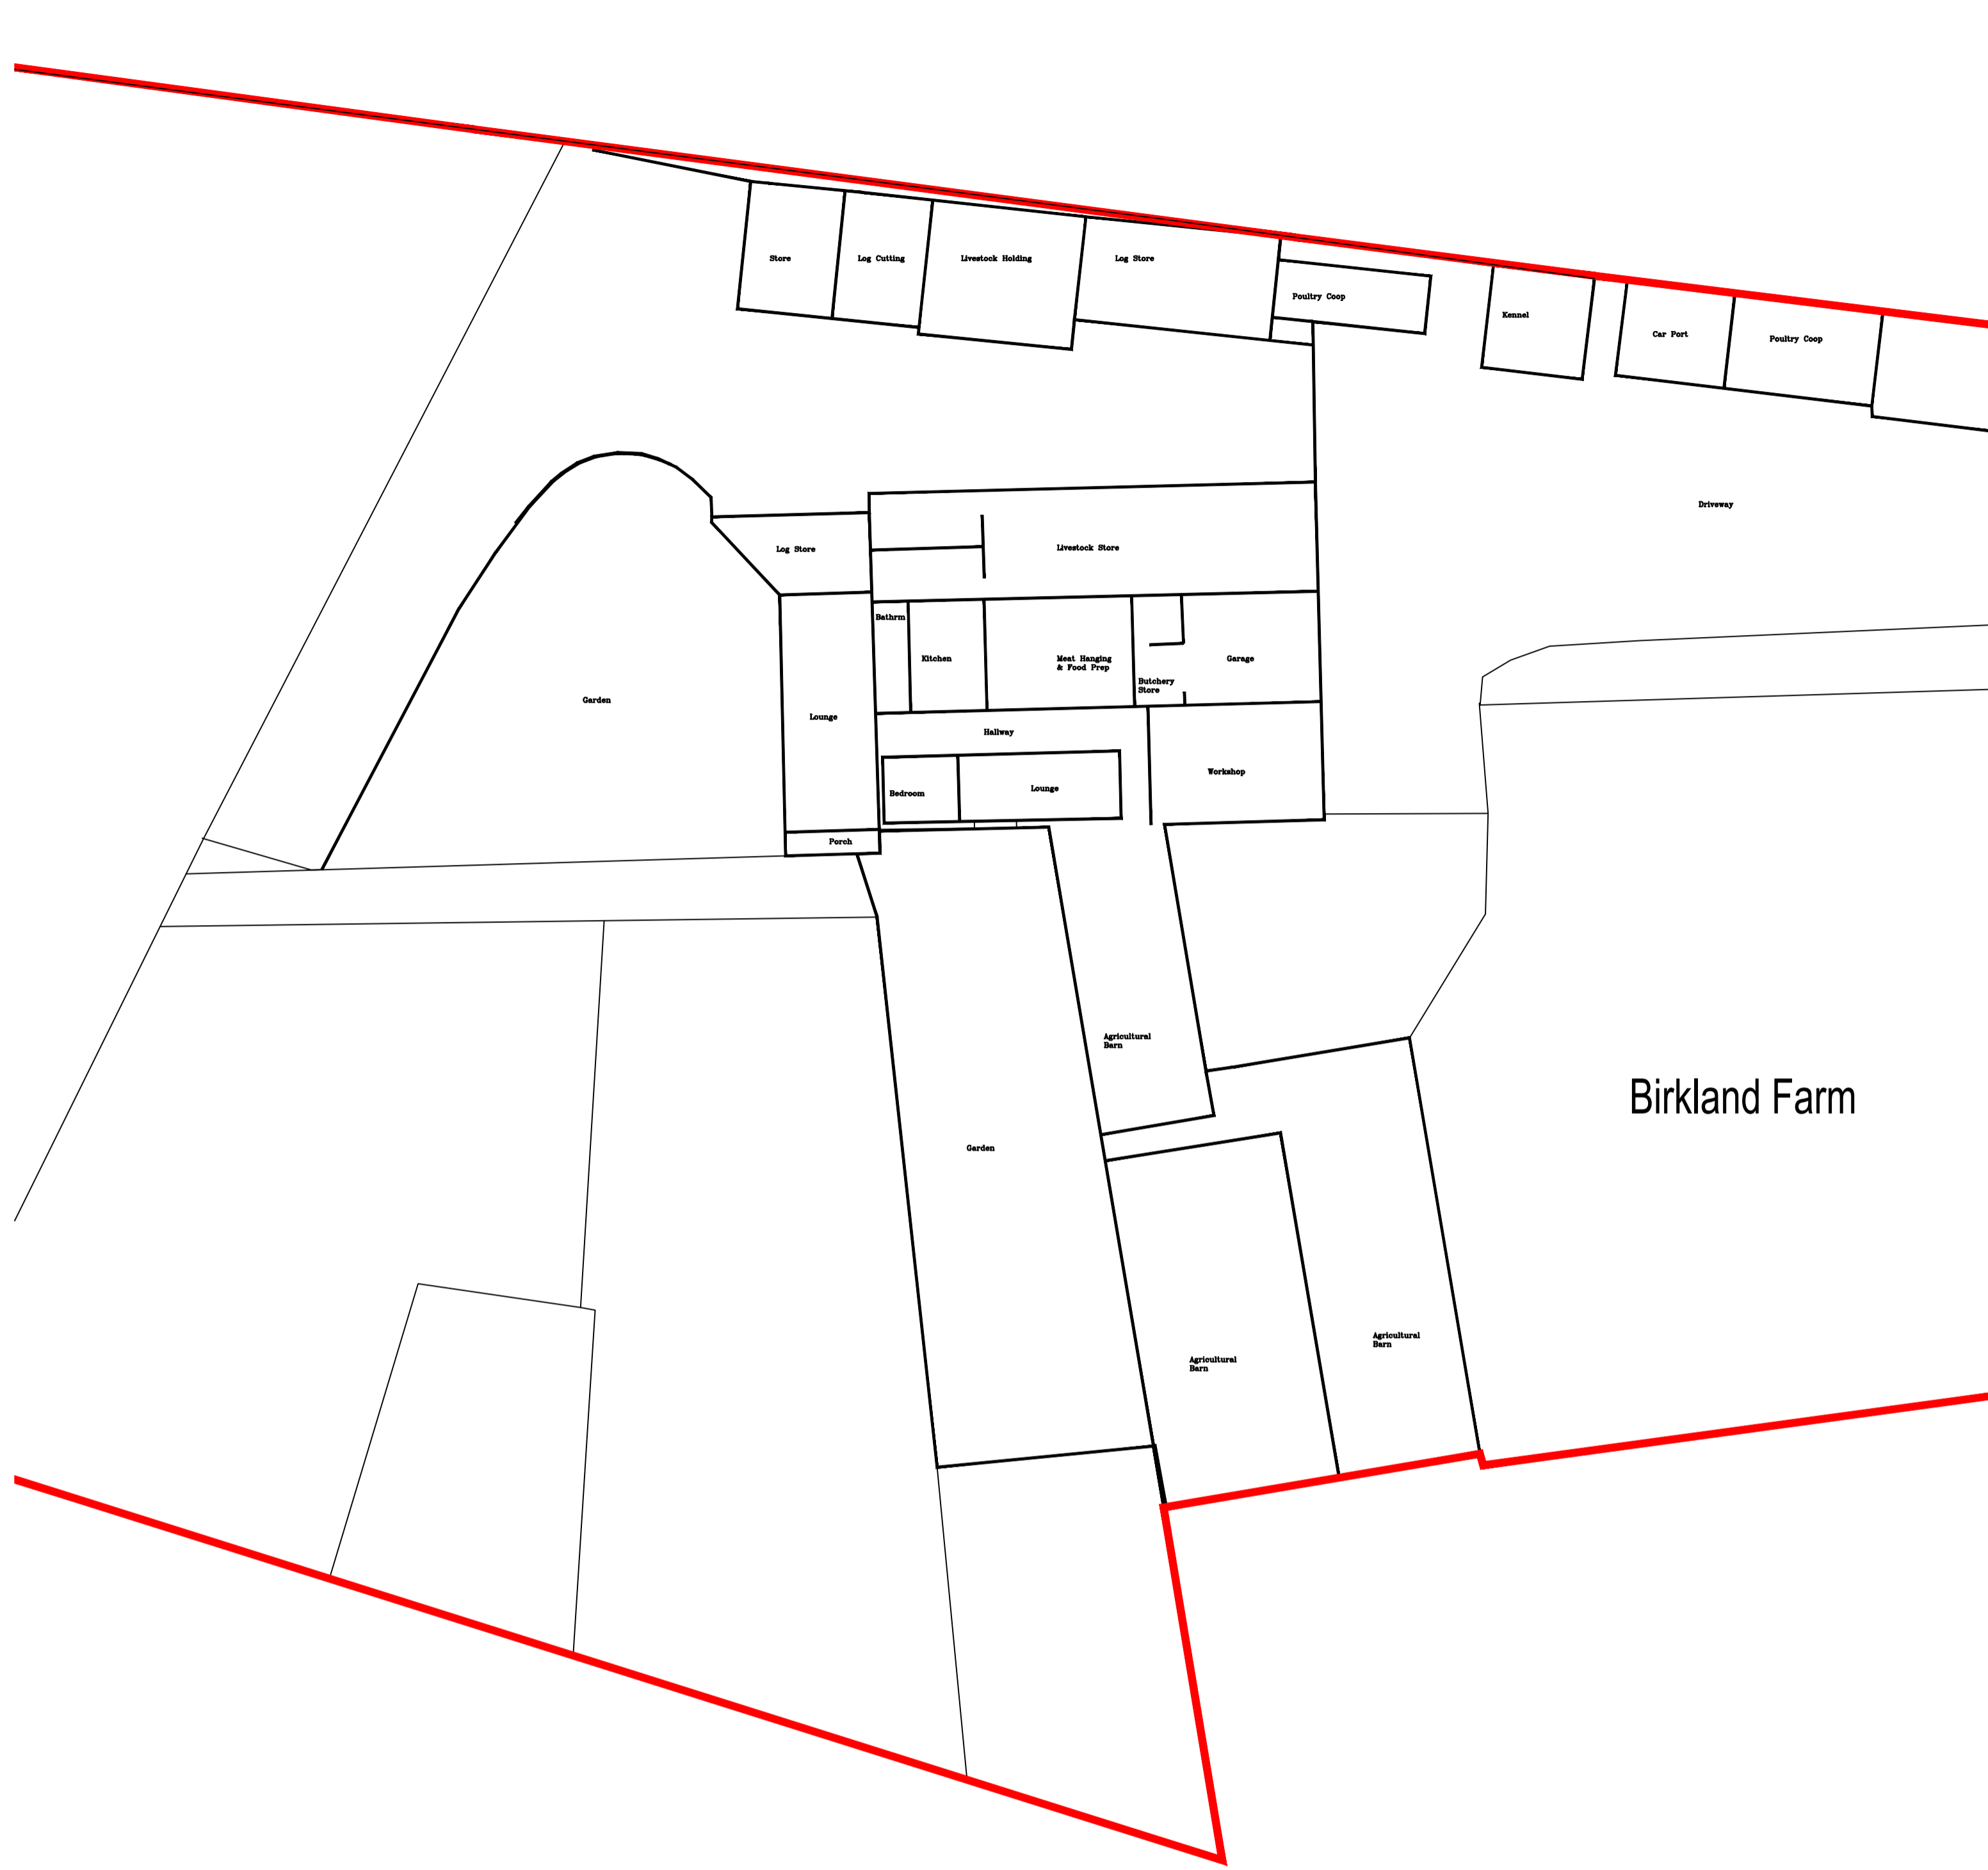 Store
Log Cutting
Livestock Holding
Log Store
Poultry Coop
Kennel
Car Port
Poultry Coop
Driveway
Log Store
Livestock Store
Bathrm
Kitchen
Meat Hanging
& Food Prep
Garage
Butchery
Store
Garden
Lounge
Hallway
Workshop
Bedroom
Lounge
Porch
Agricultural
Barn
Birkland Farm
Garden
Agricultural
Barn
Agricultural
Barn